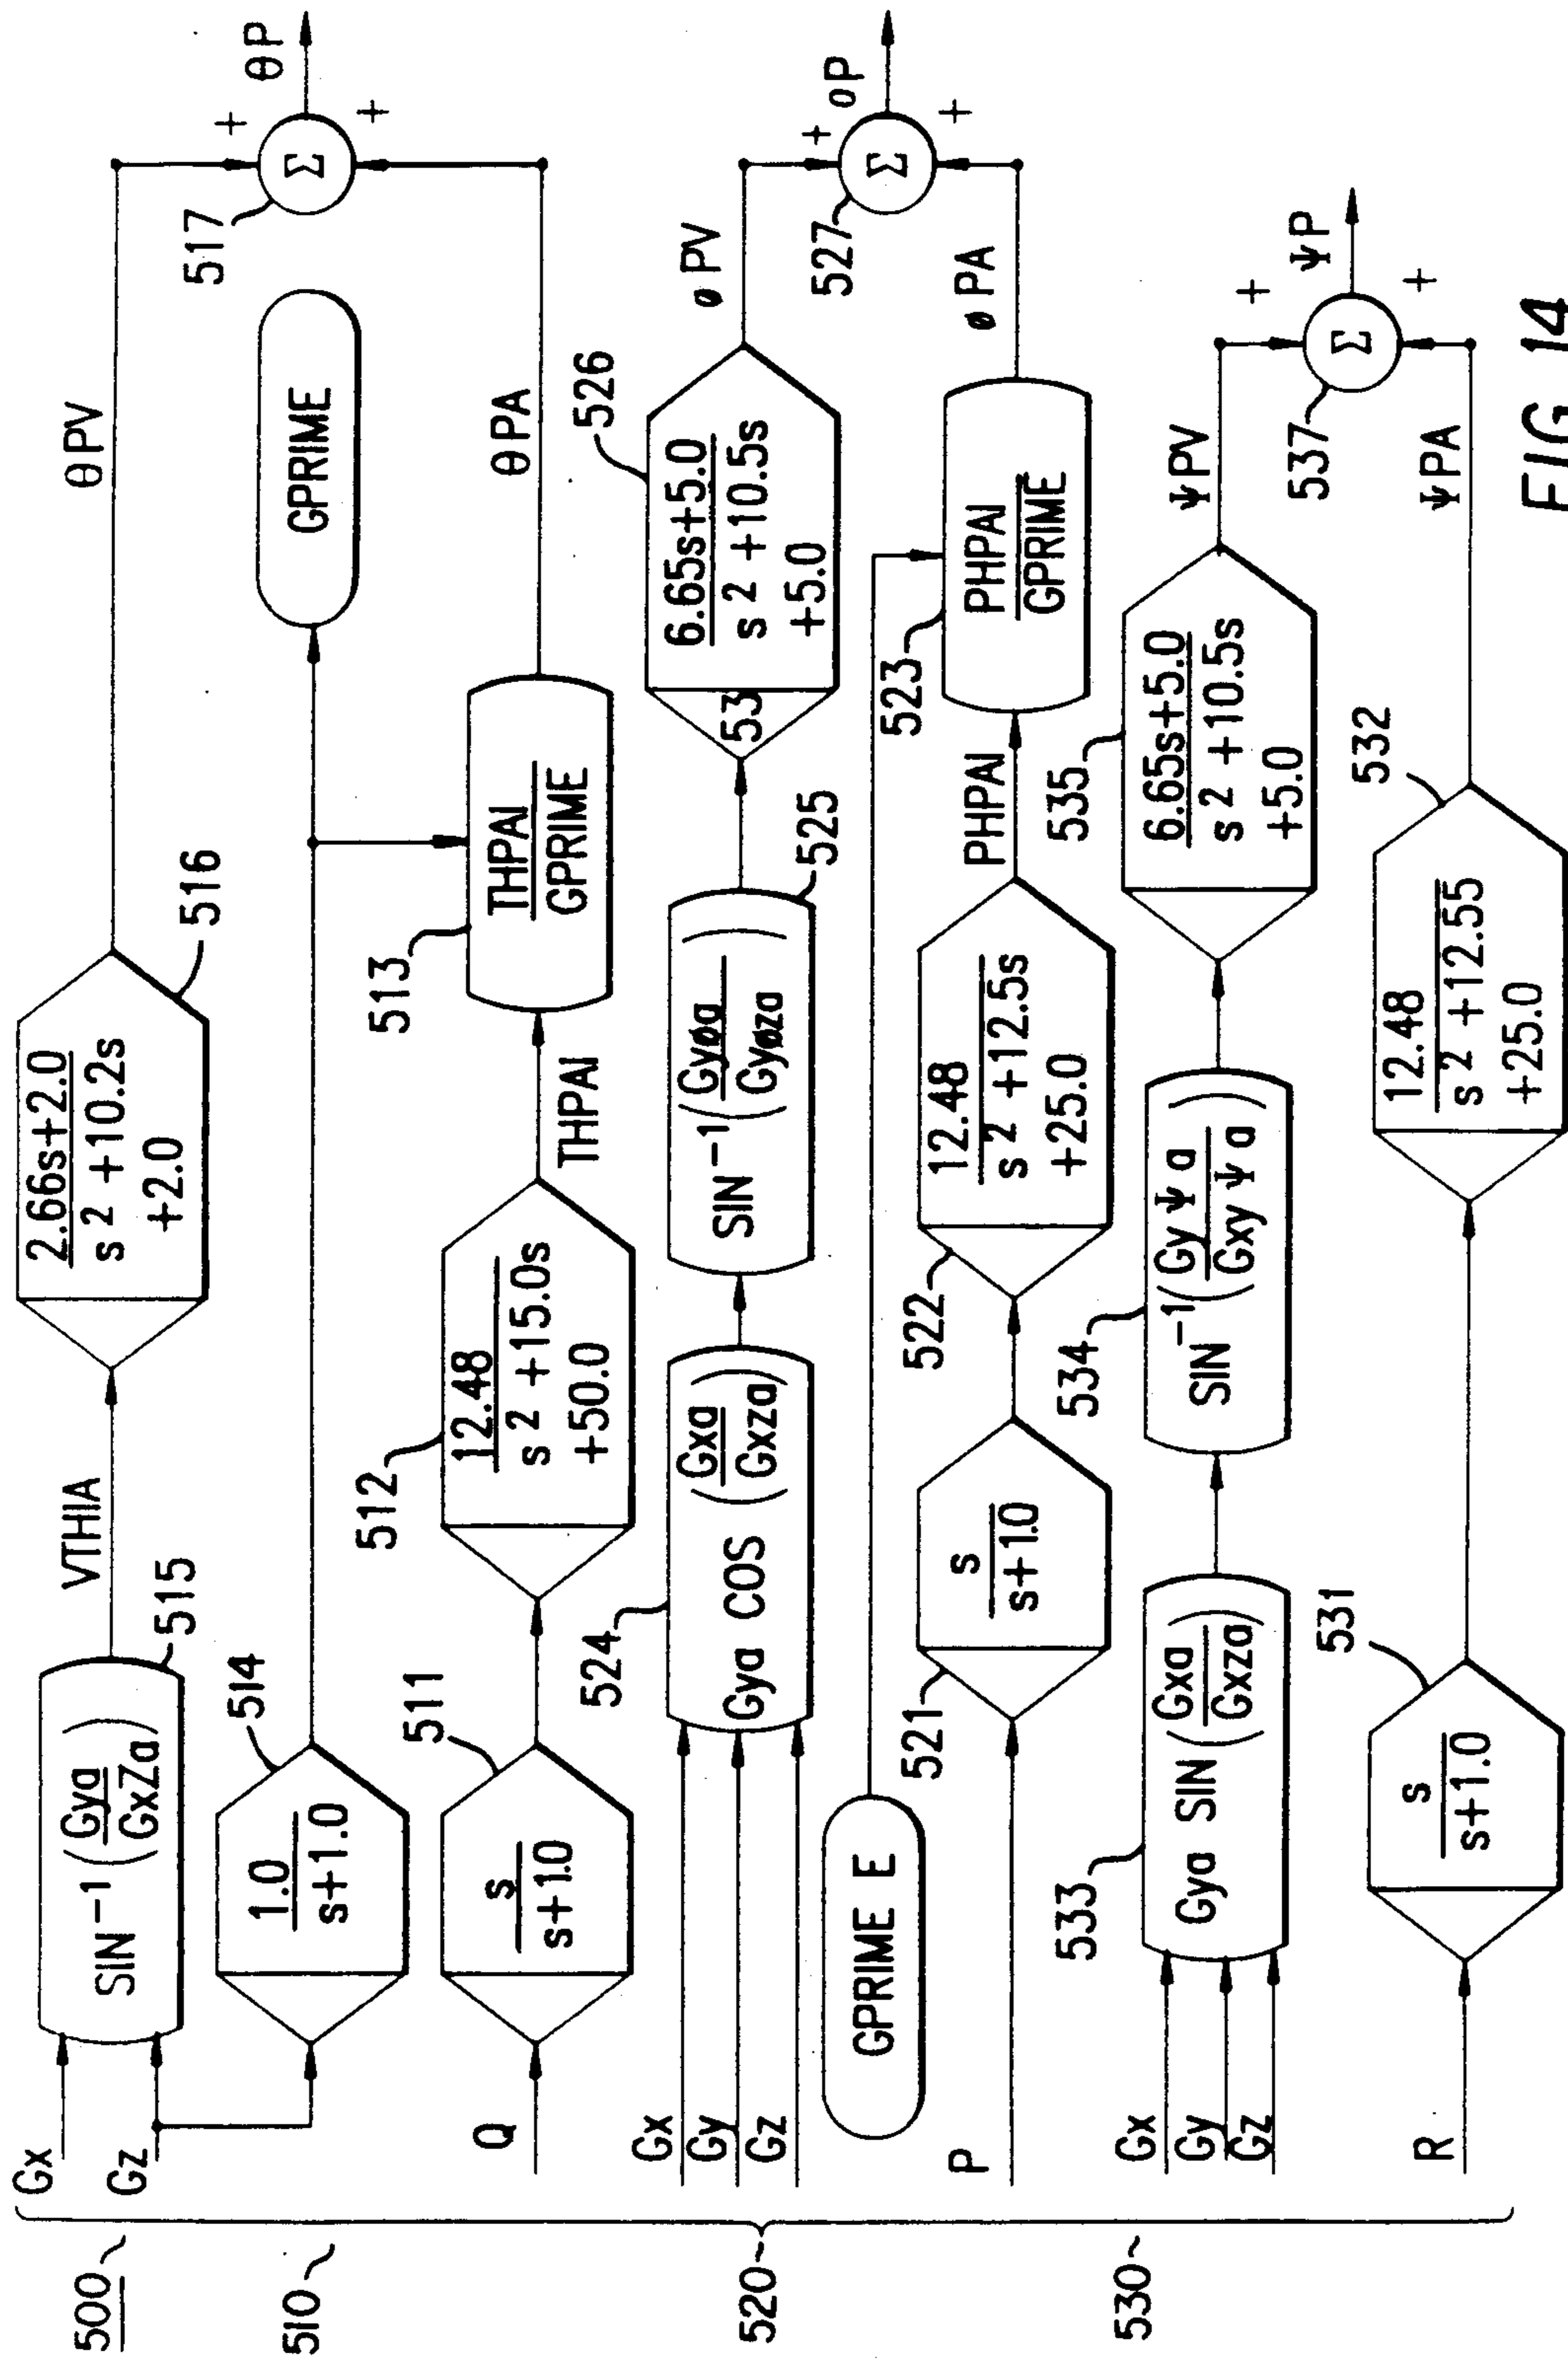 500
510
520
530
Gx
Gz
515
SIN⁻¹ (Gya / GxZa)
VTHIA
516
2.66s+2.0
s² +10.2s
+2.0
θPV
517
+
Σ
+
θP
514
1.0
s+1.0
GPRIME
Q
511
s
s+1.0
512
12.48
s² +15.0s
+50.0
THPAI
513
THPAI
GPRIME
θPA
Gx
Gy
Gz
524
Gya COS (Gxa / Gxza)
525
SIN⁻¹ (Gyøa / Gyøza)
53
526
6.65s+5.0
s² +10.5s
+5.0
øPV
527
+
Σ
+
oP
GPRIME E
P
521
s
s+1.0
522
12.48
s² +12.5s
+25.0
PHPAI
523
PHPAI
GPRIME
øPA
Gx
Gy
Gz
533
Gya SIN (Gxa / Gxza)
534
SIN⁻¹ (GyΨa / GxyΨa)
535
6.65s+5.0
s² +10.5s
+5.0
ΨPV
537
+
Σ
+
ΨP
R
531
s
s+1.0
532
12.48
s² +12.55
+25.0
ΨPA
FIG. 14